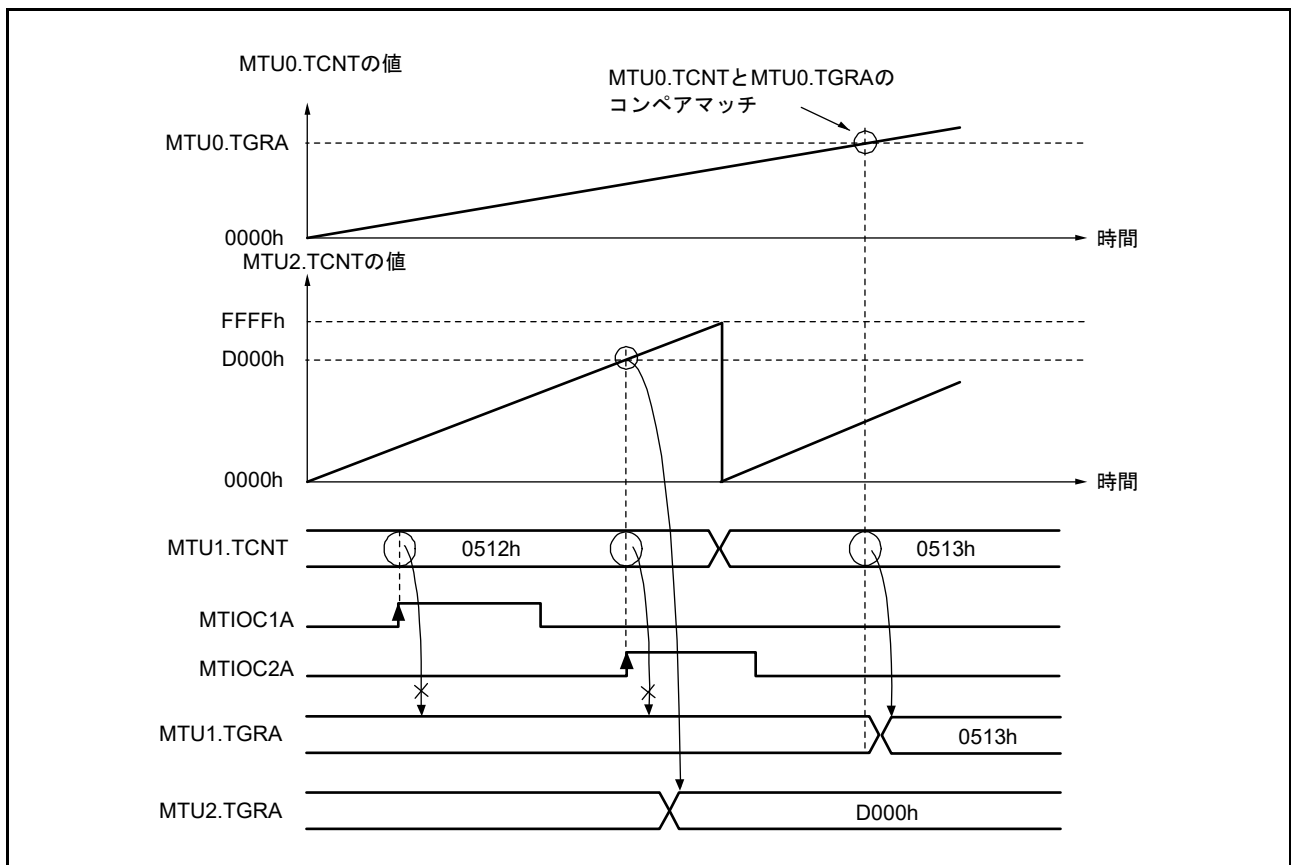 MTU0.TCNTの値
MTU0.TCNTとMTU0.TGRAの
コンペアマッチ
MTU0.TGRA
0000h
時間
MTU2.TCNTの値
FFFFh
D000h
0000h
時間
MTU1.TCNT
0512h
0513h
MTIOC1A
MTIOC2A
MTU1.TGRA
0513h
MTU2.TGRA
D000h